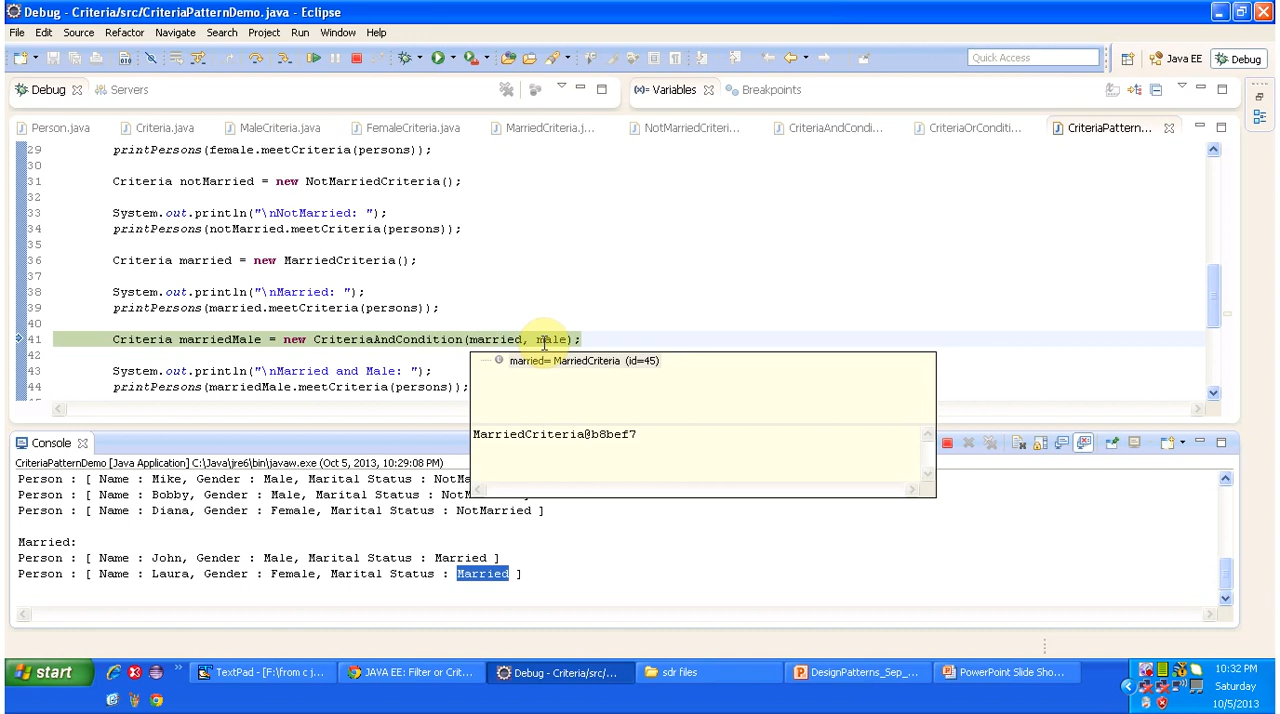 Debug - Criteria/src/CriteriaPatternDemo.java - Eclipse
File Edit Source Refactor Navigate Search Project Run Window Help
Quick Access Java EE Debug
Debug Servers (x)= Variables Breakpoints
Person.java Criteria.java MaleCriteria.java FemaleCriteria.java MarriedCriteria.j... NotMarriedCriteri... CriteriaAndCondi... CriteriaOrConditi... CriteriaPattern...
29 printPersons(female.meetCriteria(persons));
30
31 Criteria notMarried = new NotMarriedCriteria();
32
33 System.out.println("\nNotMarried: ");
34 printPersons(notMarried.meetCriteria(persons));
35
36 Criteria married = new MarriedCriteria();
37
38 System.out.println("\nMarried: ");
39 printPersons(married.meetCriteria(persons));
40
41 Criteria marriedMale = new CriteriaAndCondition(married, male);
42
43 System.out.println("\nMarried and Male: ");
44 printPersons(marriedMale.meetCriteria(persons));
married= MarriedCriteria (id=45)
MarriedCriteria@b8bef7
Console
CriteriaPatternDemo [Java Application] C:\Java\jre6\bin\javaw.exe (Oct 5, 2013, 10:29:08 PM)
Person : [ Name : Mike, Gender : Male, Marital Status : NotM
Person : [ Name : Bobby, Gender : Male, Marital Status : NotM
Person : [ Name : Diana, Gender : Female, Marital Status : NotMarried ]
Married:
Person : [ Name : John, Gender : Male, Marital Status : Married ]
Person : [ Name : Laura, Gender : Female, Marital Status : Married ]
start TextPad - [F:\from c j... JAVA EE: Filter or Crit... Debug - Criteria/src/... sdr files DesignPatterns_Sep_... PowerPoint Slide Sho... 10:32 PM
Saturday
10/5/2013